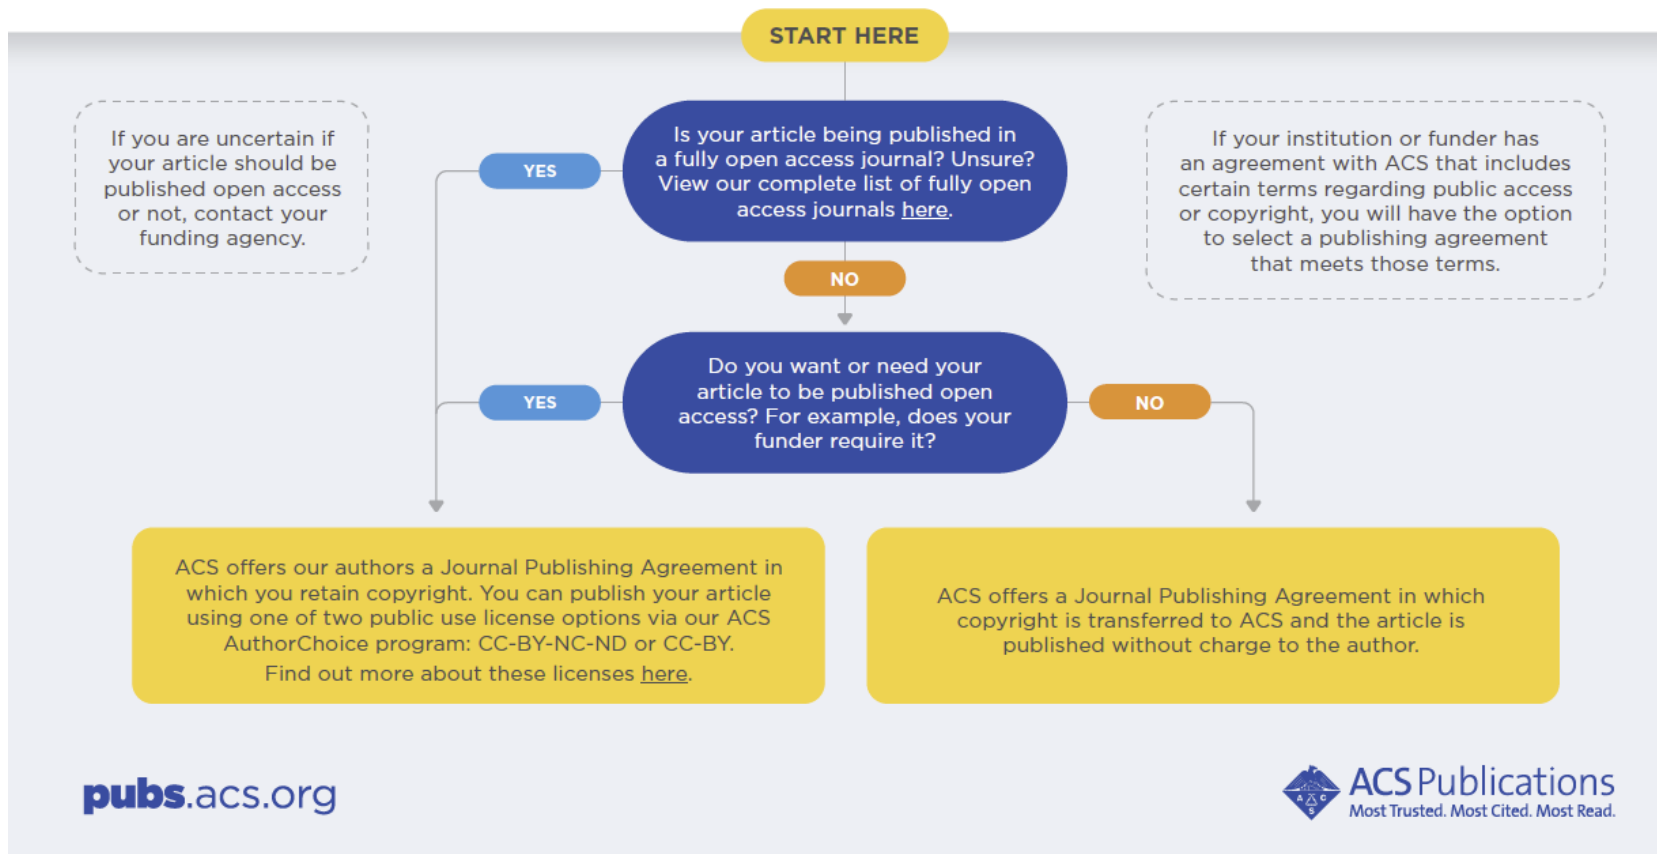 START HERE
If you are uncertain if
your article should be
published open access
or not, contact your
funding agency.
YES
Is your article being published in
a fully open access journal? Unsure?
View our complete list of fully open
access journals here.
If your institution or funder has
an agreement with ACS that includes
certain terms regarding public access
or copyright, you will have the option
to select a publishing agreement
that meets those terms.
NO
YES
Do you want or need your
article to be published open
access? For example, does your
funder require it?
NO
ACS offers our authors a Journal Publishing Agreement in
which you retain copyright. You can publish your article
using one of two public use license options via our ACS
AuthorChoice program: CC-BY-NC-ND or CC-BY.
Find out more about these licenses here.
ACS offers a Journal Publishing Agreement in which
copyright is transferred to ACS and the article is
published without charge to the author.
pubs.acs.org
A C S
ACS Publications
Most Trusted. Most Cited. Most Read.